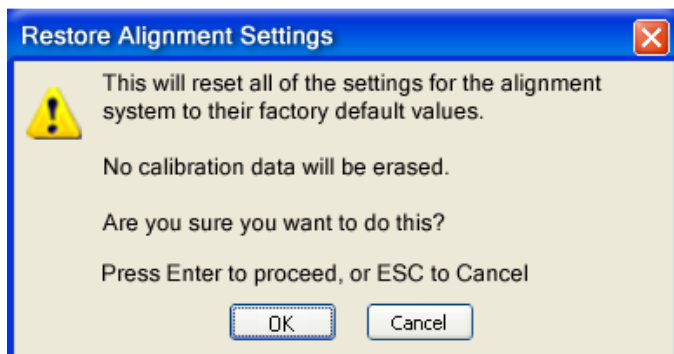 Restore Alignment Settings
This will reset all of the settings for the alignment
system to their factory default values.
No calibration data will be erased.
Are you sure you want to do this?
Press Enter to proceed, or ESC to Cancel
OK Cancel